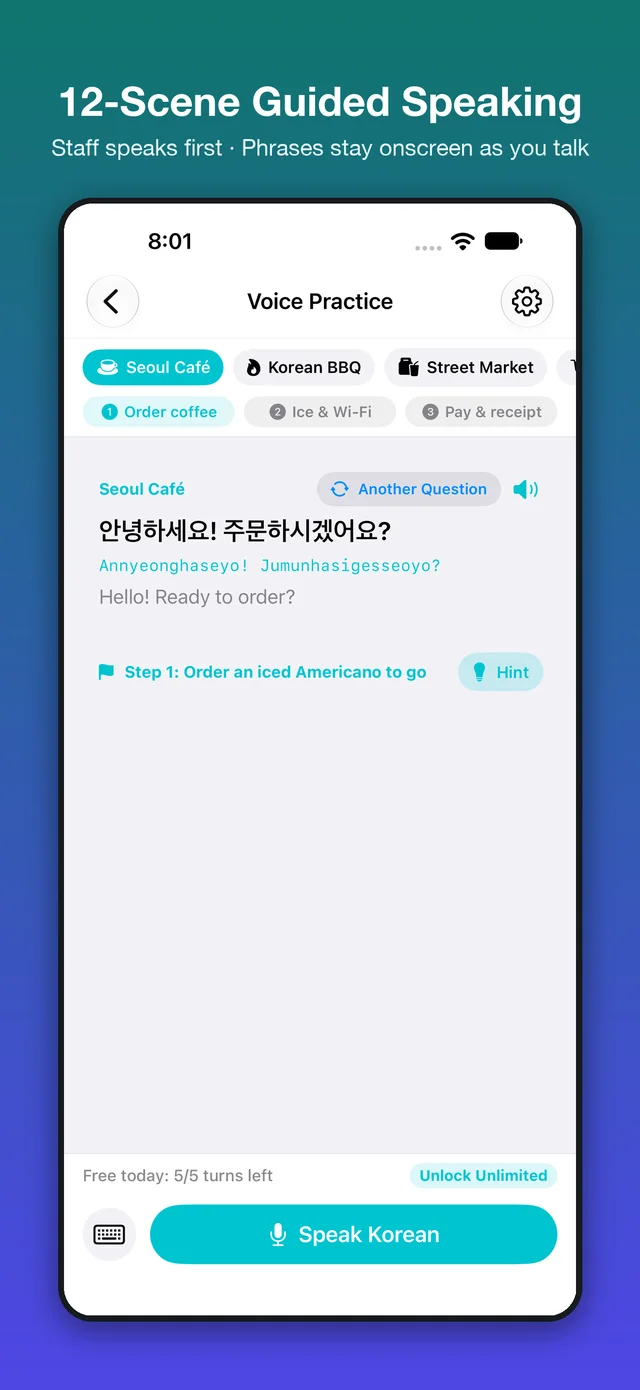 12-Scene Guided Speaking
Staff speaks first · Phrases stay onscreen as you talk
8:01
Voice Practice
Seoul Café Korean BBQ Street Market
1 Order coffee 2 Ice & Wi-Fi 3 Pay & receipt
Seoul Café Another Question
안녕하세요! 주문하시겠어요?
Annyeonghaseyo! Jumunhasigesseoyo?
Hello! Ready to order?
Step 1: Order an iced Americano to go Hint
Free today: 5/5 turns left Unlock Unlimited
Speak Korean